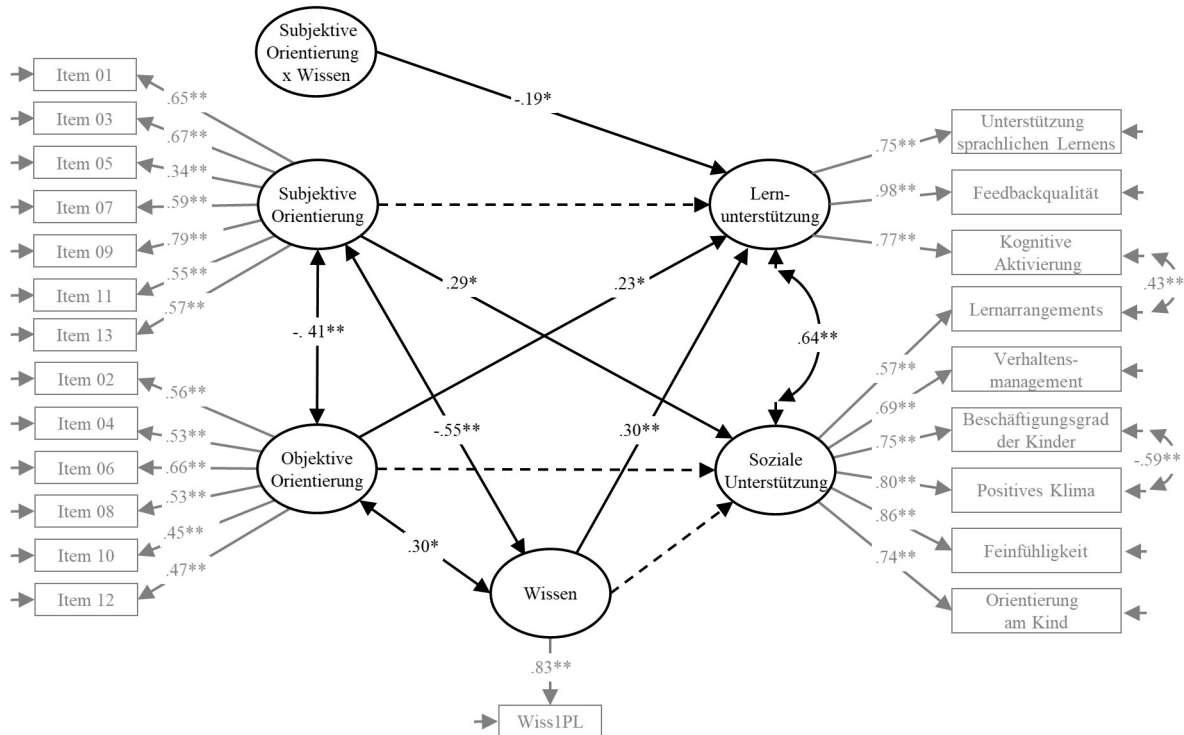 Subjektive
Orientierung
x Wissen
Item 01
Item 03
Item 05
Item 07
Item 09
Item 11
Item 13
Item 02
Item 04
Item 06
Item 08
Item 10
Item 12
.65**
.67**
.34**
.59**
.79**
.55**
.57**
.56**
.53**
.66**
.53**
.45**
.47**
Subjektive
Orientierung
Objektive
Orientierung
-. 41**
-.19*
.29*
.23*
-.55**
.30**
.30*
.64**
Wissen
.83**
Wiss1PL
Lern-
unterstützung
Soziale
Unterstützung
.75**
.98**
.77**
.57**
.69**
.75**
.80**
.86**
.74**
Unterstützung
sprachlichen Lernens
Feedbackqualität
Kognitive
Aktivierung
Lernarrangements
Verhaltens-
management
Beschäftigungsgrad
der Kinder
Positives Klima
Feinfühligkeit
Orientierung
am Kind
.43**
-.59**